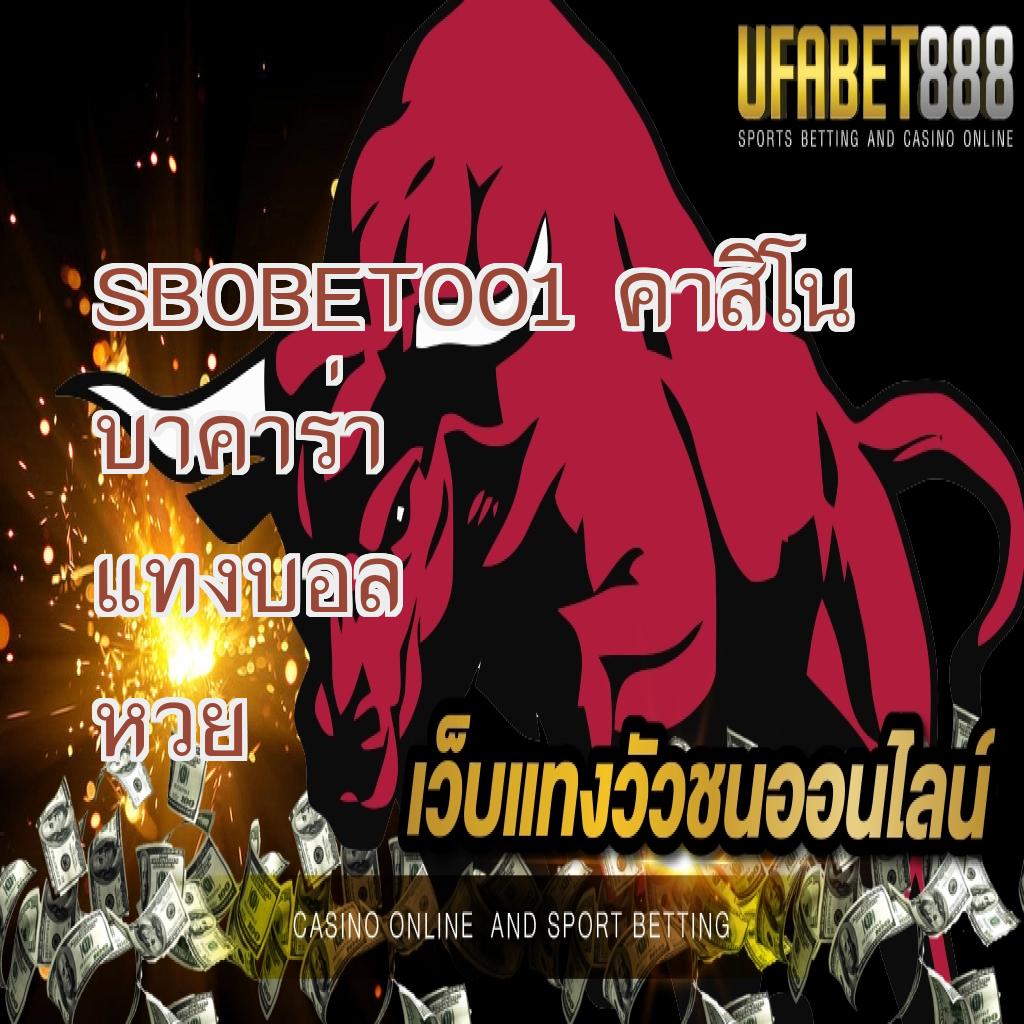 UFABET888
SPORTS BETTING AND CASINO ONLINE
SBOBET001 คาสิโน
บาคาร่า
แทงบอล
หวย
เว็บแทงวัวชนออนไลน์
CASINO ONLINE AND SPORT BETTING